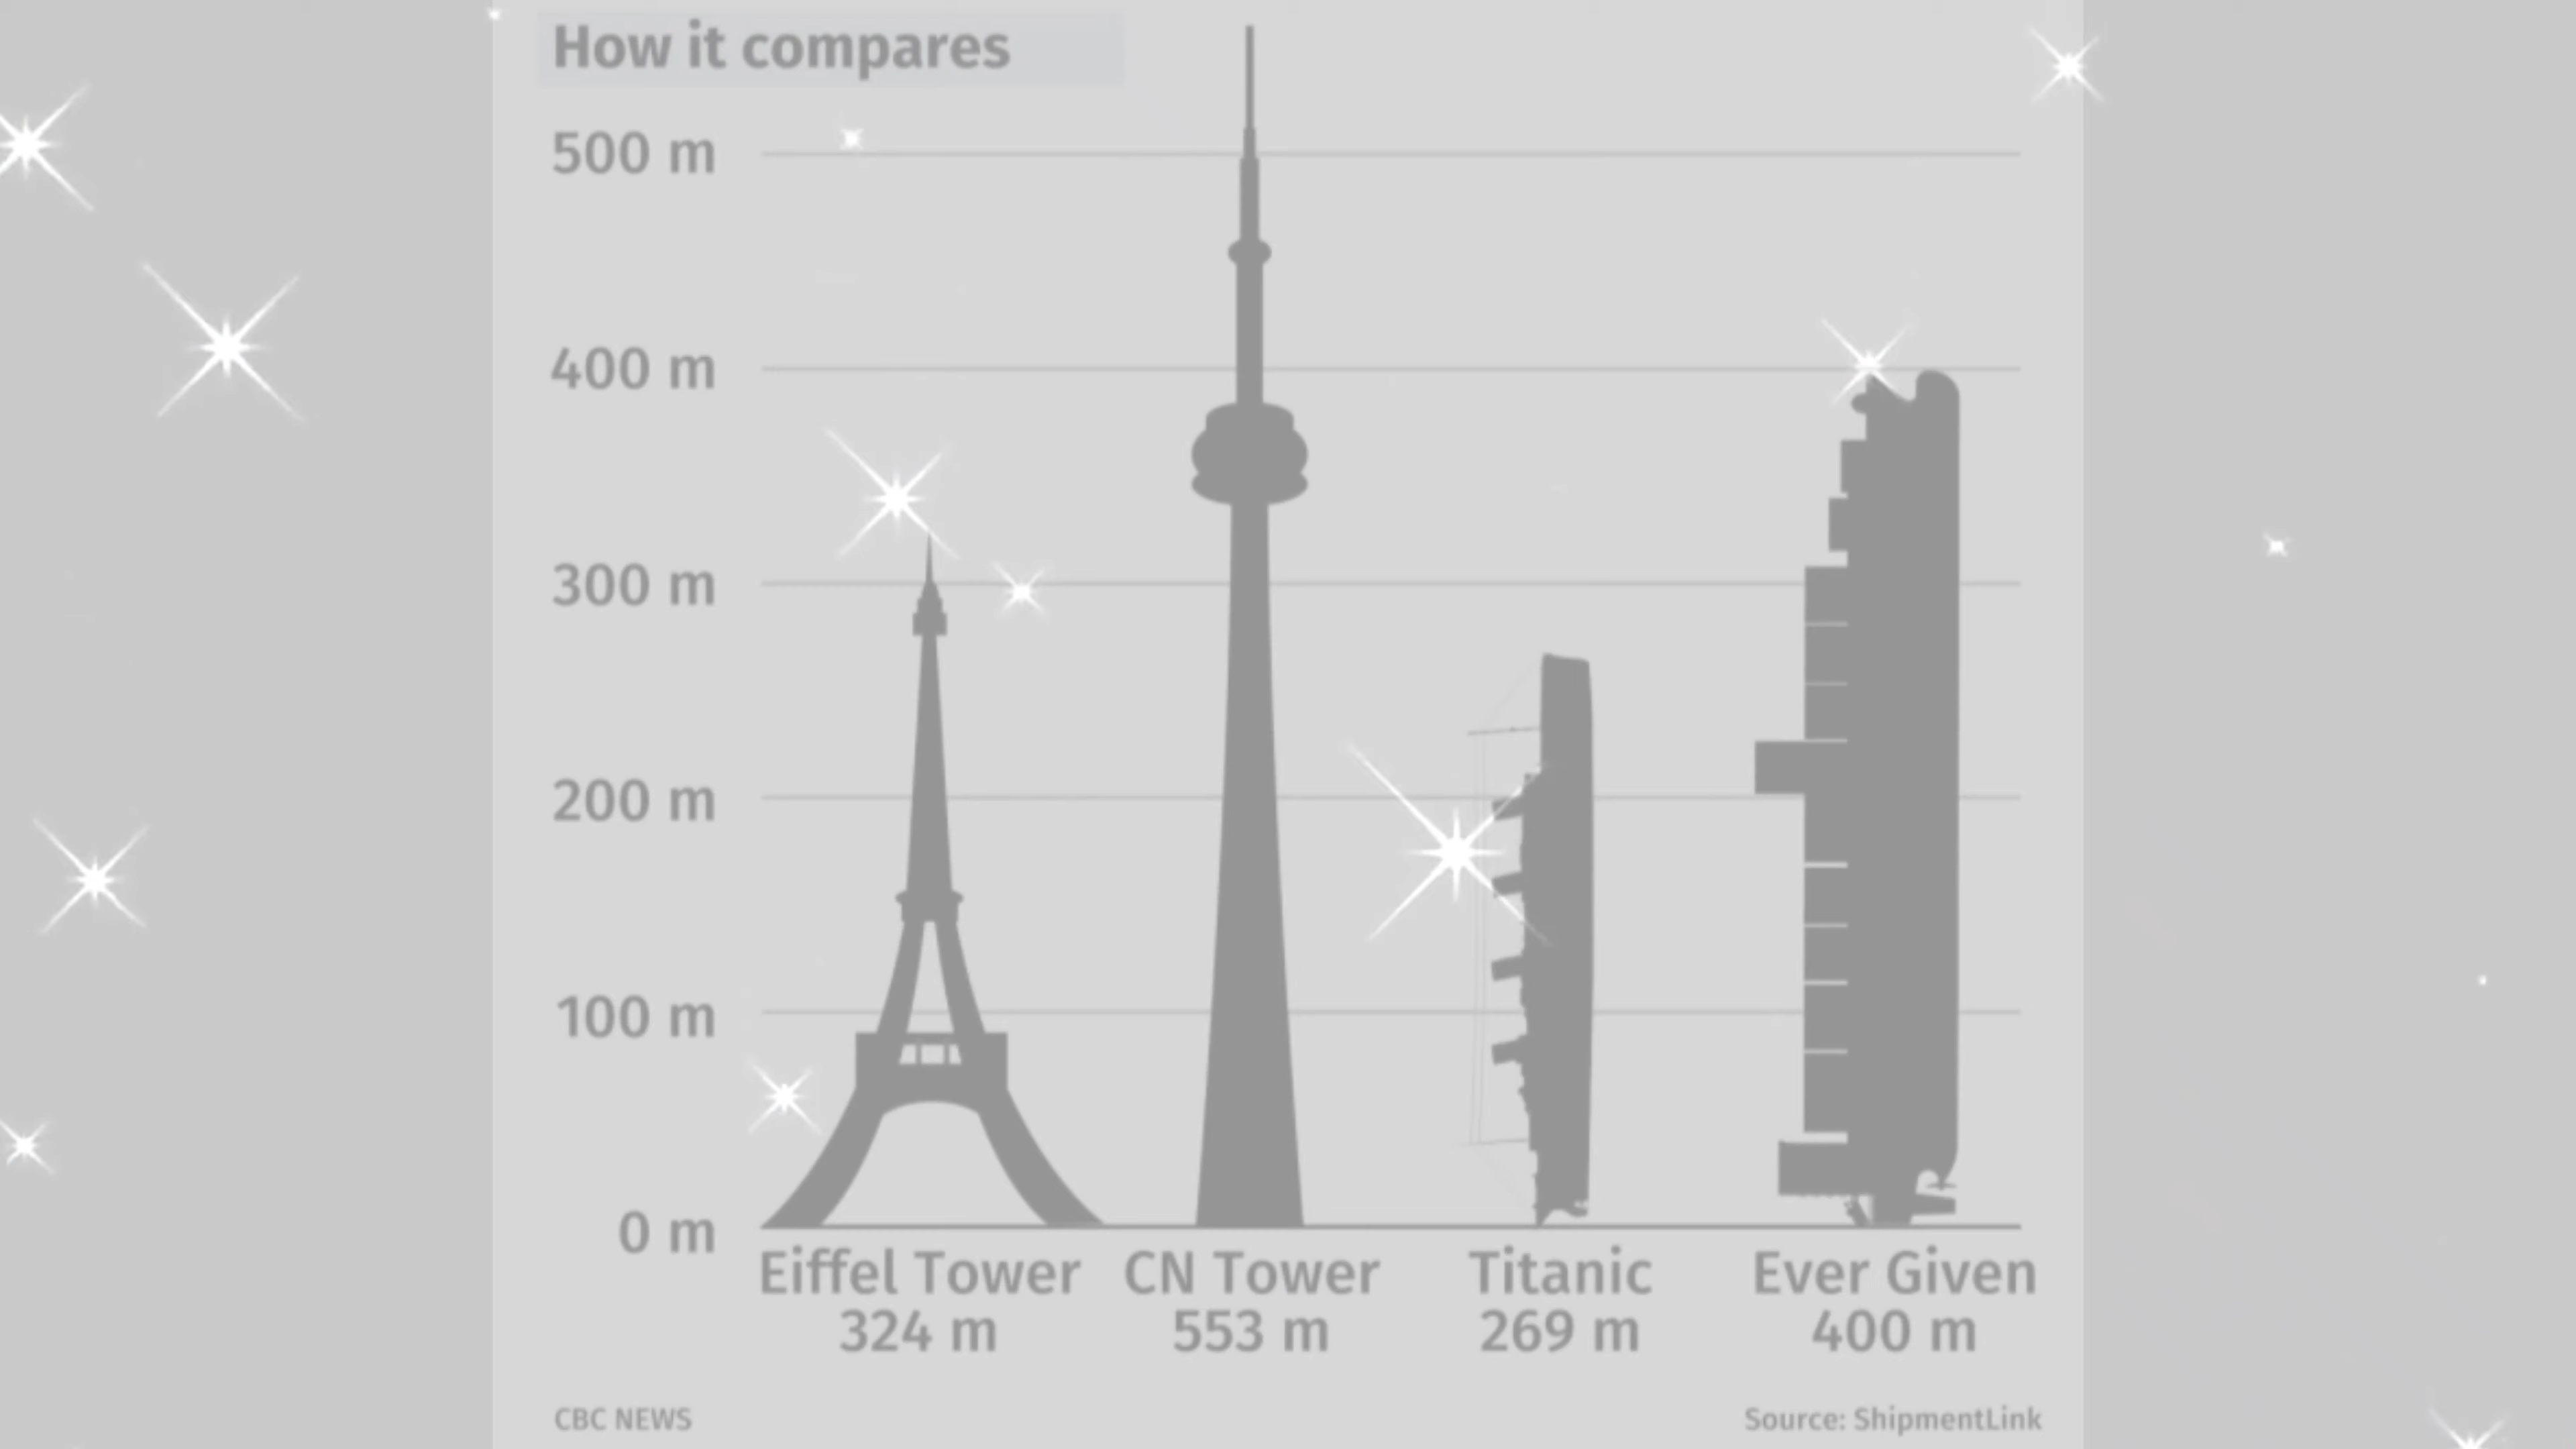 How it compares
500 m
400 m
300 m
200 m
100 m
0 m
Eiffel Tower CN Tower Titanic Ever Given
324 m 553 m 269 m 400 m
CBC NEWS Source: ShipmentLink